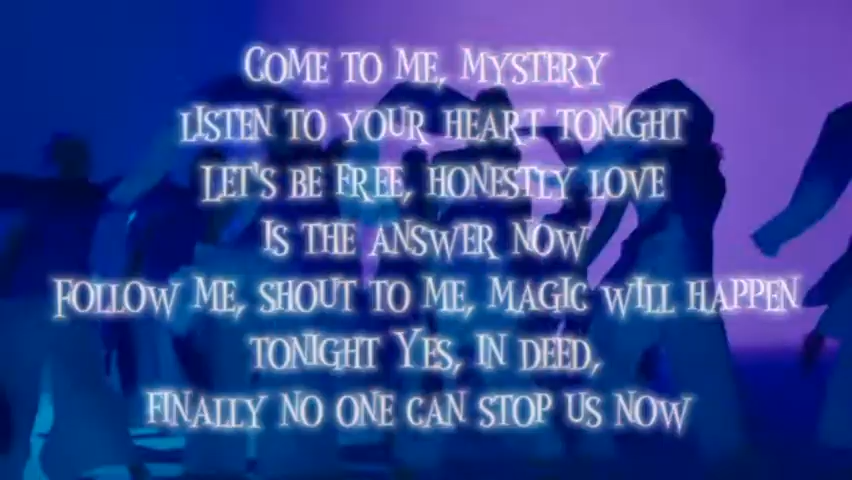 Come to me, mystery
Listen to your heart tonight
Let's be free, honestly love
Is the answer now
Follow me, shout to me, magic will happen
tonight Yes, in deed,
finally no one can stop us now